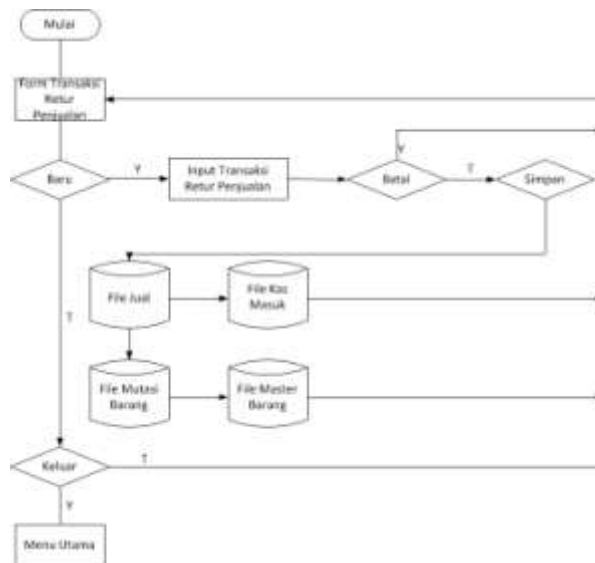 Mulai
Form Transaksi
Retur
Penjualan
Baru
Y
Input Transaksi
Retur Penjualan
Batal
Y
T
Simpan
File Jual
File Kas
Masuk
T
File Mutasi
Barang
File Master
Barang
Keluar
T
Y
Menu Utama